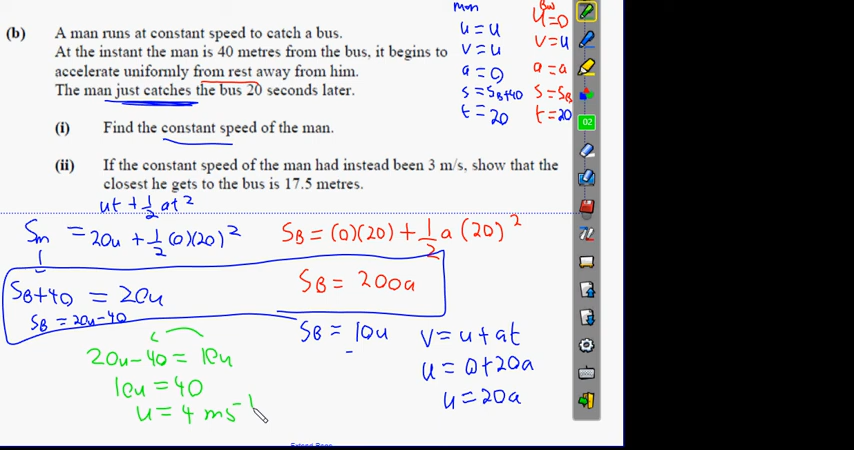 (b) A man runs at constant speed to catch a bus.
At the instant the man is 40 metres from the bus, it begins to
accelerate uniformly from rest away from him.
The man just catches the bus 20 seconds later.
(i) Find the constant speed of the man.
(ii) If the constant speed of the man had instead been 3 m/s, show that the
closest he gets to the bus is 17.5 metres.
man
u = u
v = u
a = 0
s = SB+40
t = 20
Bus
u = 0
v = u
a = a
s = SB
t = 20
ut + 1/2 at²
Sm = 20u + 1/2 (0)(20)²
SB+40 = 20u
SB = 20u-40
SB = (0)(20) + 1/2 a (20)²
SB = 200a
SB = 10u
v = u + at
u = 0 + 20a
u = 20a
20u - 40 = 10u
10u = 40
u = 4 ms⁻¹
02
Extend Page